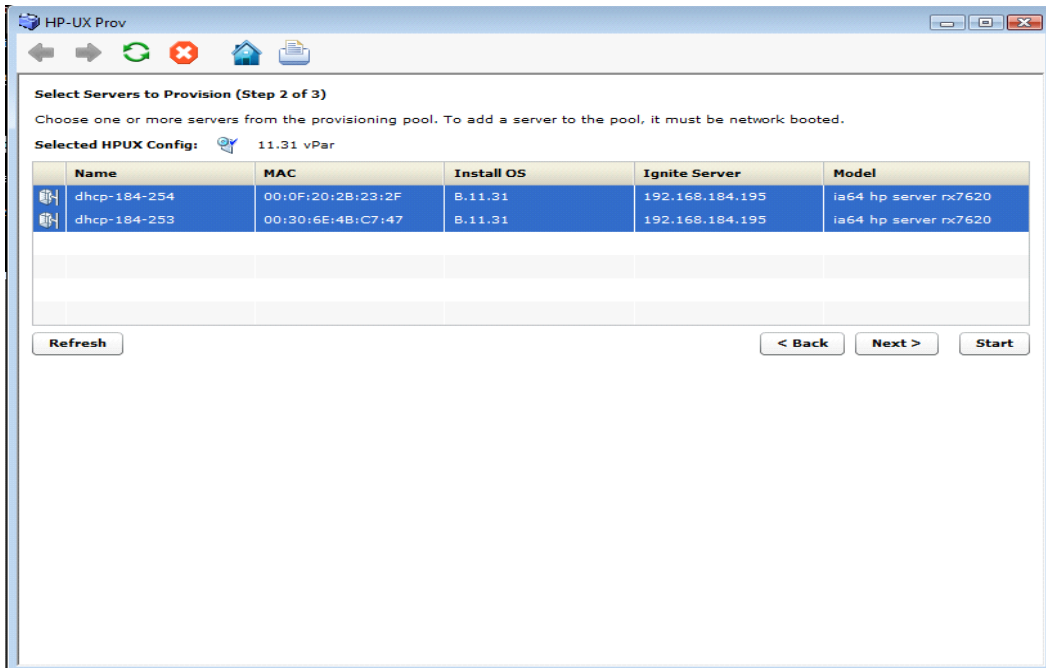 HP-UX Prov
Select Servers to Provision (Step 2 of 3)
Choose one or more servers from the provisioning pool. To add a server to the pool, it must be network booted.
Selected HPUX Config: 11.31 vPar
Name MAC Install OS Ignite Server Model
dhcp-184-254 00:0F:20:2B:23:2F B.11.31 192.168.184.195 ia64 hp server rx7620
dhcp-184-253 00:30:6E:4B:C7:47 B.11.31 192.168.184.195 ia64 hp server rx7620
Refresh < Back Next > Start